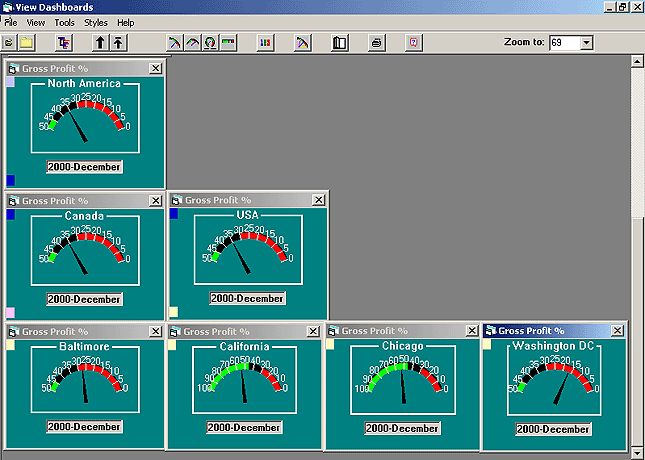 View Dashboards
File View Tools Styles Help
TE Zoom to: 69
Gross Profit %
North America
50 45 40 35 30 25 20 15 10 5 0
2000-December
Gross Profit %
Canada
50 45 40 35 30 25 20 15 10 5 0
2000-December
Gross Profit %
USA
50 45 40 35 30 25 20 15 10 5 0
2000-December
Gross Profit %
Baltimore
50 45 40 35 30 25 20 15 10 5 0
2000-December
Gross Profit %
California
100 90 80 70 60 50 40 30 20 10 0
2000-December
Gross Profit %
Chicago
100 90 80 70 60 50 40 30 20 10 0
2000-December
Gross Profit %
Washington DC
50 45 40 35 30 25 20 15 10 5 0
2000-December